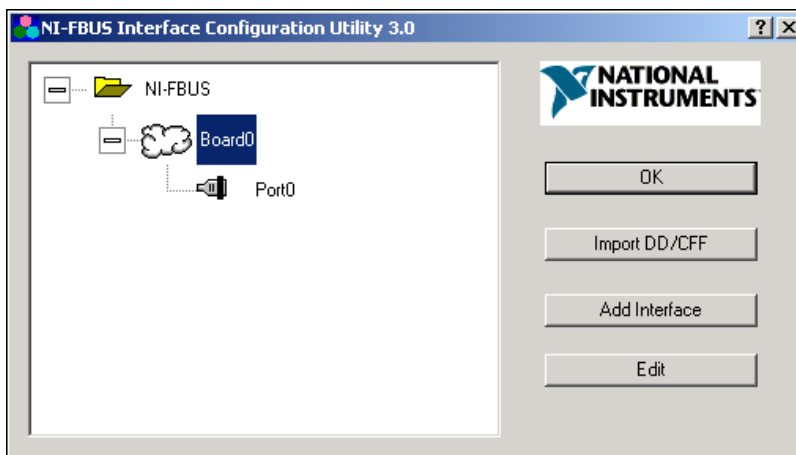 NI-FBUS Interface Configuration Utility 3.0
NI-FBUS
Board0
Port0
NATIONAL
INSTRUMENTS
OK
Import DD/CFF
Add Interface
Edit